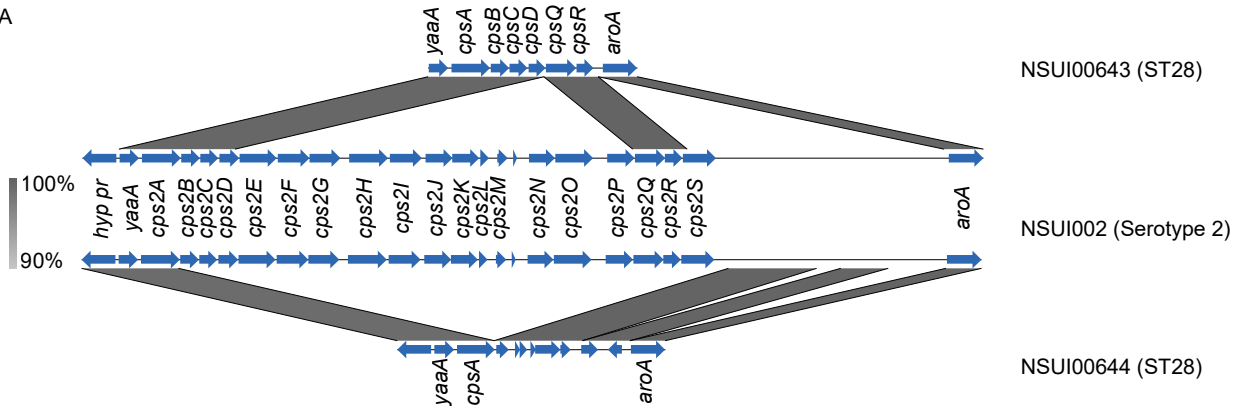 A
yaaA cpsA cpsB cpsC cpsD cpsQ cpsR aroA
NSUI00643 (ST28)
100%
90%
hyp pr yaaA cps2A cps2B cps2C cps2D cps2E cps2F cps2G cps2H cps2I cps2J cps2K cps2L cps2M cps2N cps2O cps2P cps2Q cps2R cps2S aroA
NSUI002 (Serotype 2)
yaaA cpsA aroA
NSUI00644 (ST28)